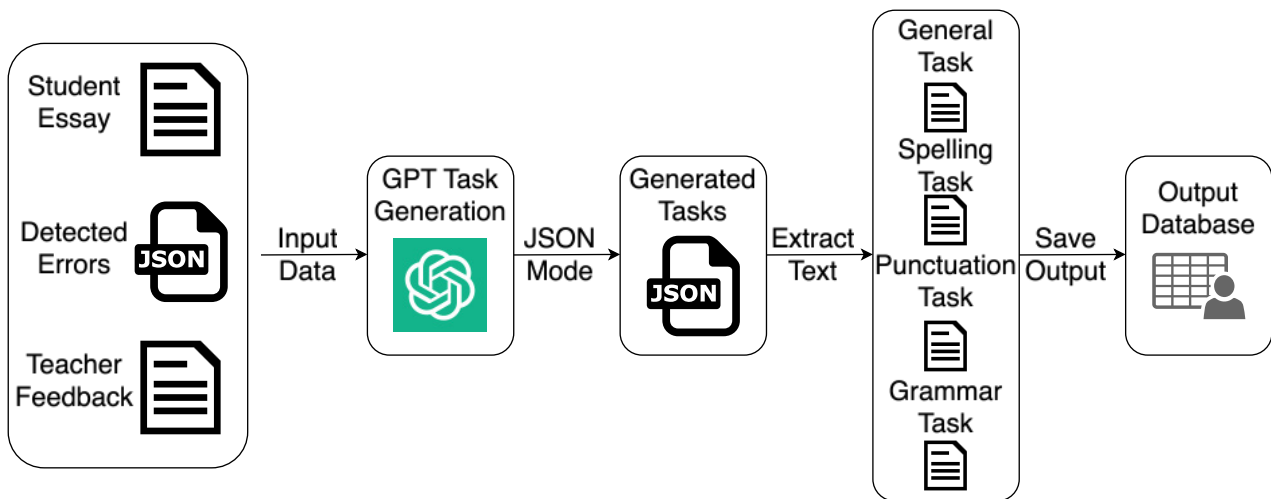 Student
Essay
Detected
Errors
JSON
Teacher
Feedback
Input
Data
GPT Task
Generation
JSON
Mode
Generated
Tasks
JSON
Extract
Text
General
Task
Spelling
Task
Punctuation
Task
Grammar
Task
Save
Output
Output
Database